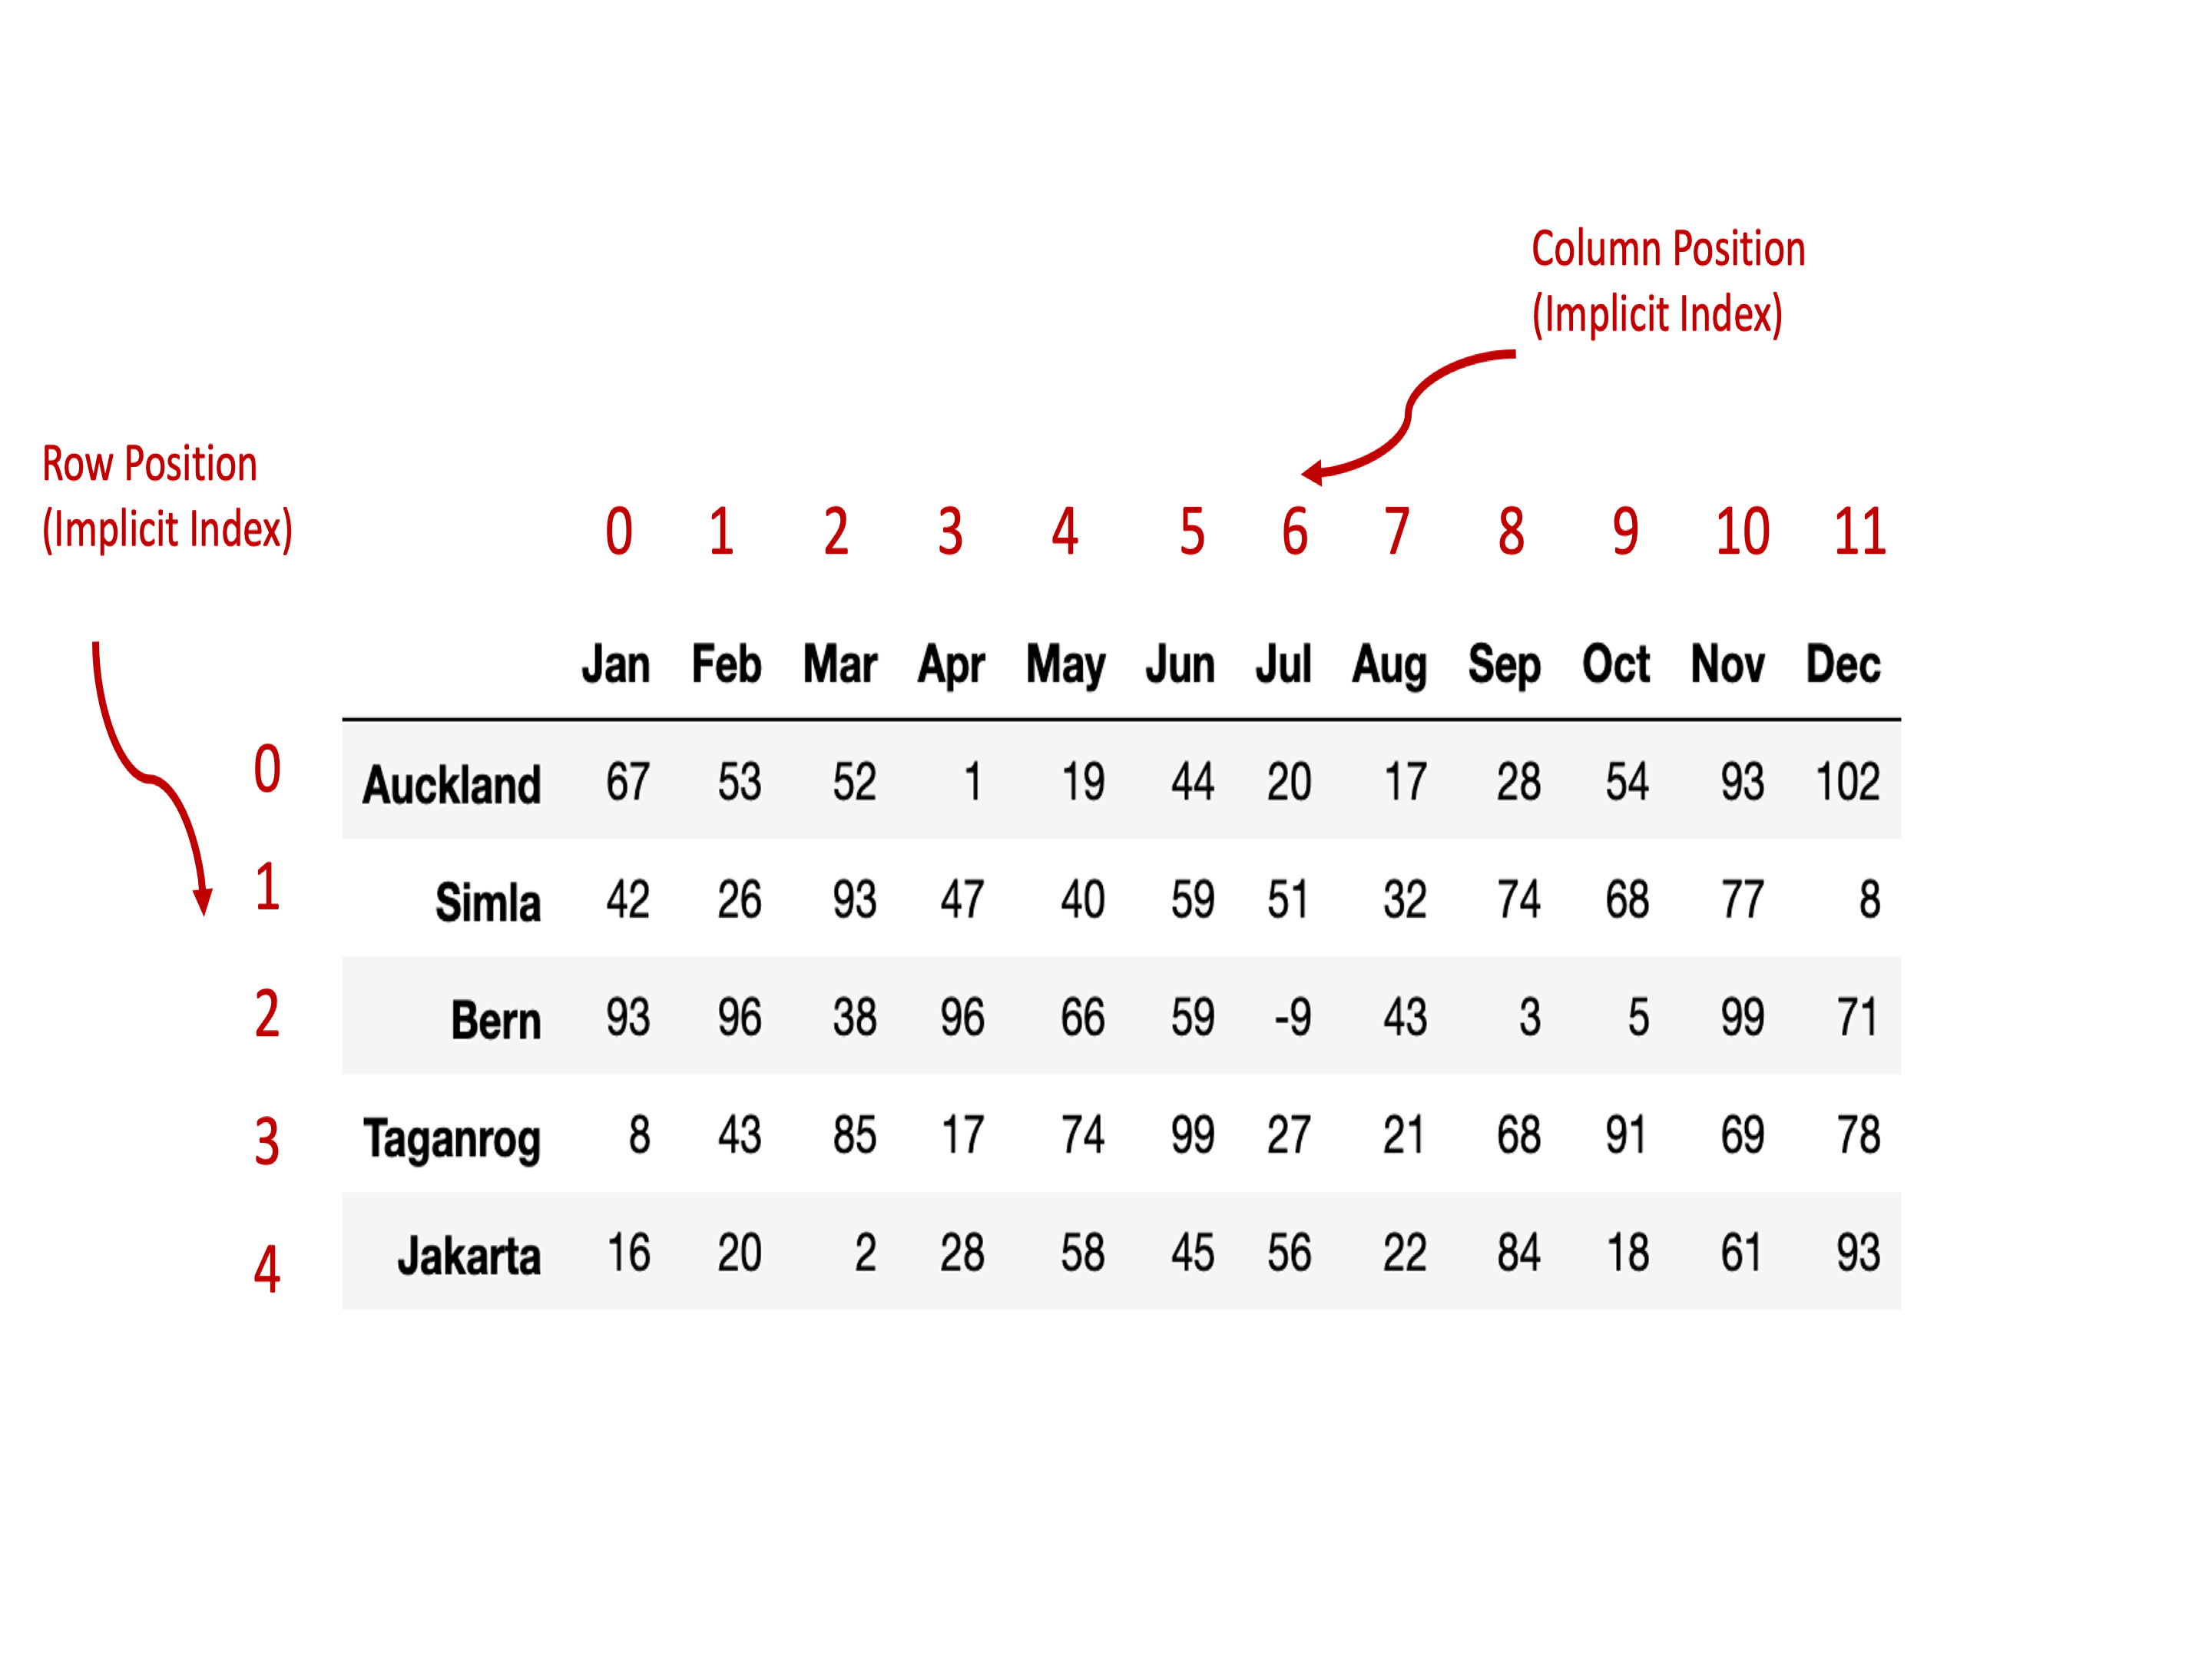 Column Position
(Implicit Index)
Row Position
(Implicit Index)
0 1 2 3 4 5 6 7 8 9 10 11
Jan Feb Mar Apr May Jun Jul Aug Sep Oct Nov Dec
0 Auckland 67 53 52 1 19 44 20 17 28 54 93 102
1 Simla 42 26 93 47 40 59 51 32 74 68 77 8
2 Bern 93 96 38 96 66 59 -9 43 3 5 99 71
3 Taganrog 8 43 85 17 74 99 27 21 68 91 69 78
4 Jakarta 16 20 2 28 58 45 56 22 84 18 61 93